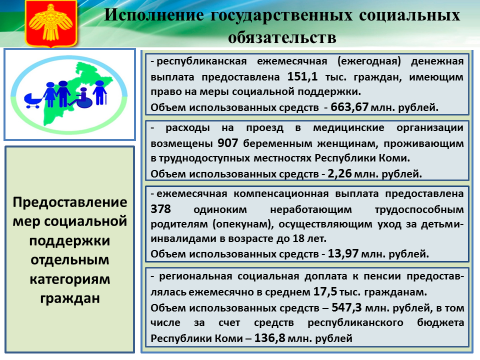 Исполнение государственных социальных
обязательств
- республиканская ежемесячная (ежегодная) денежная
выплата предоставлена 151,1 тыс. граждан, имеющим
право на меры социальной поддержки.
Объем использованных средств - 663,67 млн. рублей.
- расходы на проезд в медицинские организации
возмещены 907 беременным женщинам, проживающим
в труднодоступных местностях Республики Коми.
Объем использованных средств - 2,26 млн. рублей.
Предоставление
мер социальной
поддержки
отдельным
категориям
граждан
- ежемесячная компенсационная выплата предоставлена
378 одиноким неработающим трудоспособным
родителям (опекунам), осуществляющим уход за детьми-
инвалидами в возрасте до 18 лет.
Объем использованных средств - 13,97 млн. рублей.
- региональная социальная доплата к пенсии предостав-
лялась ежемесячно в среднем 17,5 тыс. гражданам.
Объем использованных средств – 547,3 млн. рублей, в том
числе за счет средств республиканского бюджета
Республики Коми – 136,8 млн. рублей